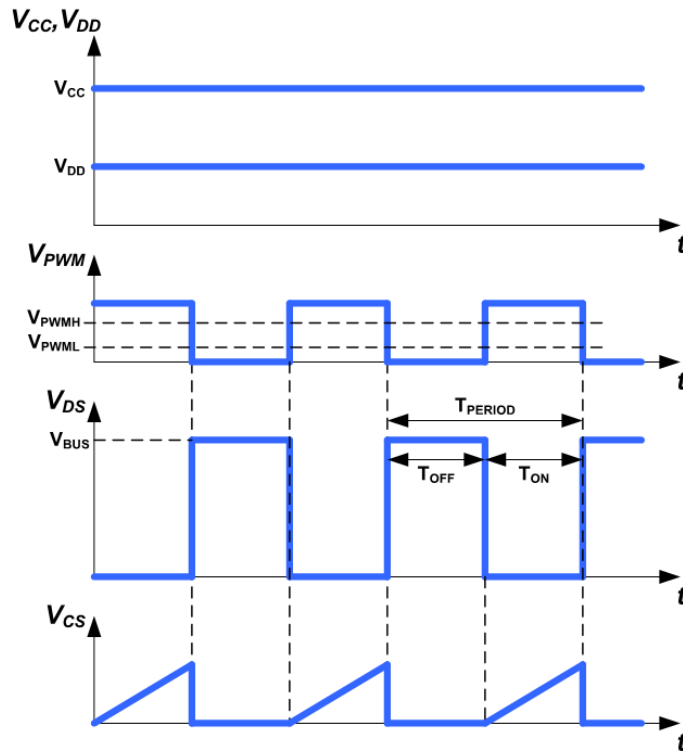 VCC, VDD
VCC
VDD
t
VPWM
VPWMH
VPWML
t
VDS
TPERIOD
VBUS
TOFF TON
t
VCS
t